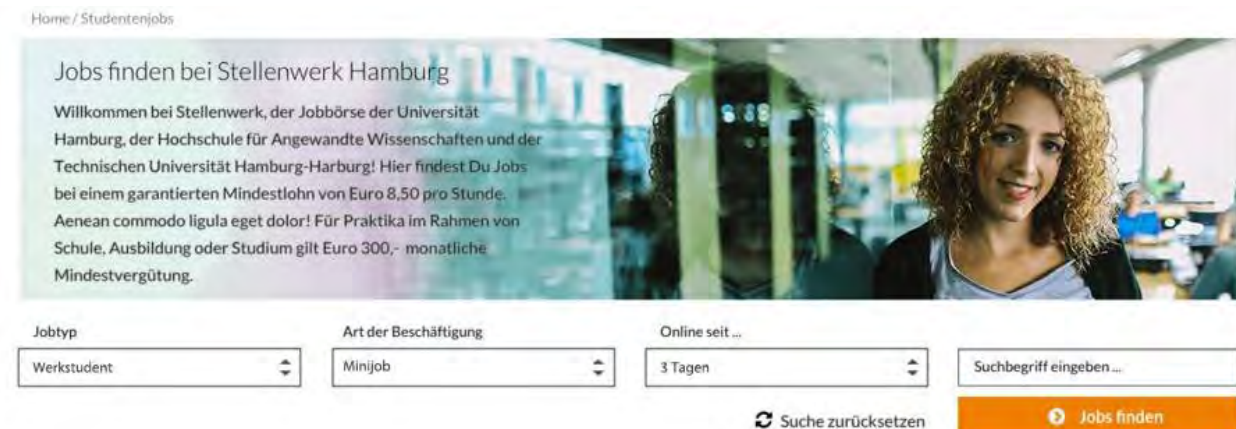 Home / Studentenjobs
Jobs finden bei Stellenwerk Hamburg
Willkommen bei Stellenwerk, der Jobbörse der Universität
Hamburg, der Hochschule für Angewandte Wissenschaften und der
Technischen Universität Hamburg-Harburg! Hier findest Du Jobs
bei einem garantierten Mindestlohn von Euro 8,50 pro Stunde.
Aenean commodo ligula eget dolor! Für Praktika im Rahmen von
Schule, Ausbildung oder Studium gilt Euro 300,- monatliche
Mindestvergütung.
Jobtyp
Art der Beschäftigung
Online seit ...
Werkstudent
Minijob
3 Tagen
Suchbegriff eingeben ...
Suche zurücksetzen
Jobs finden